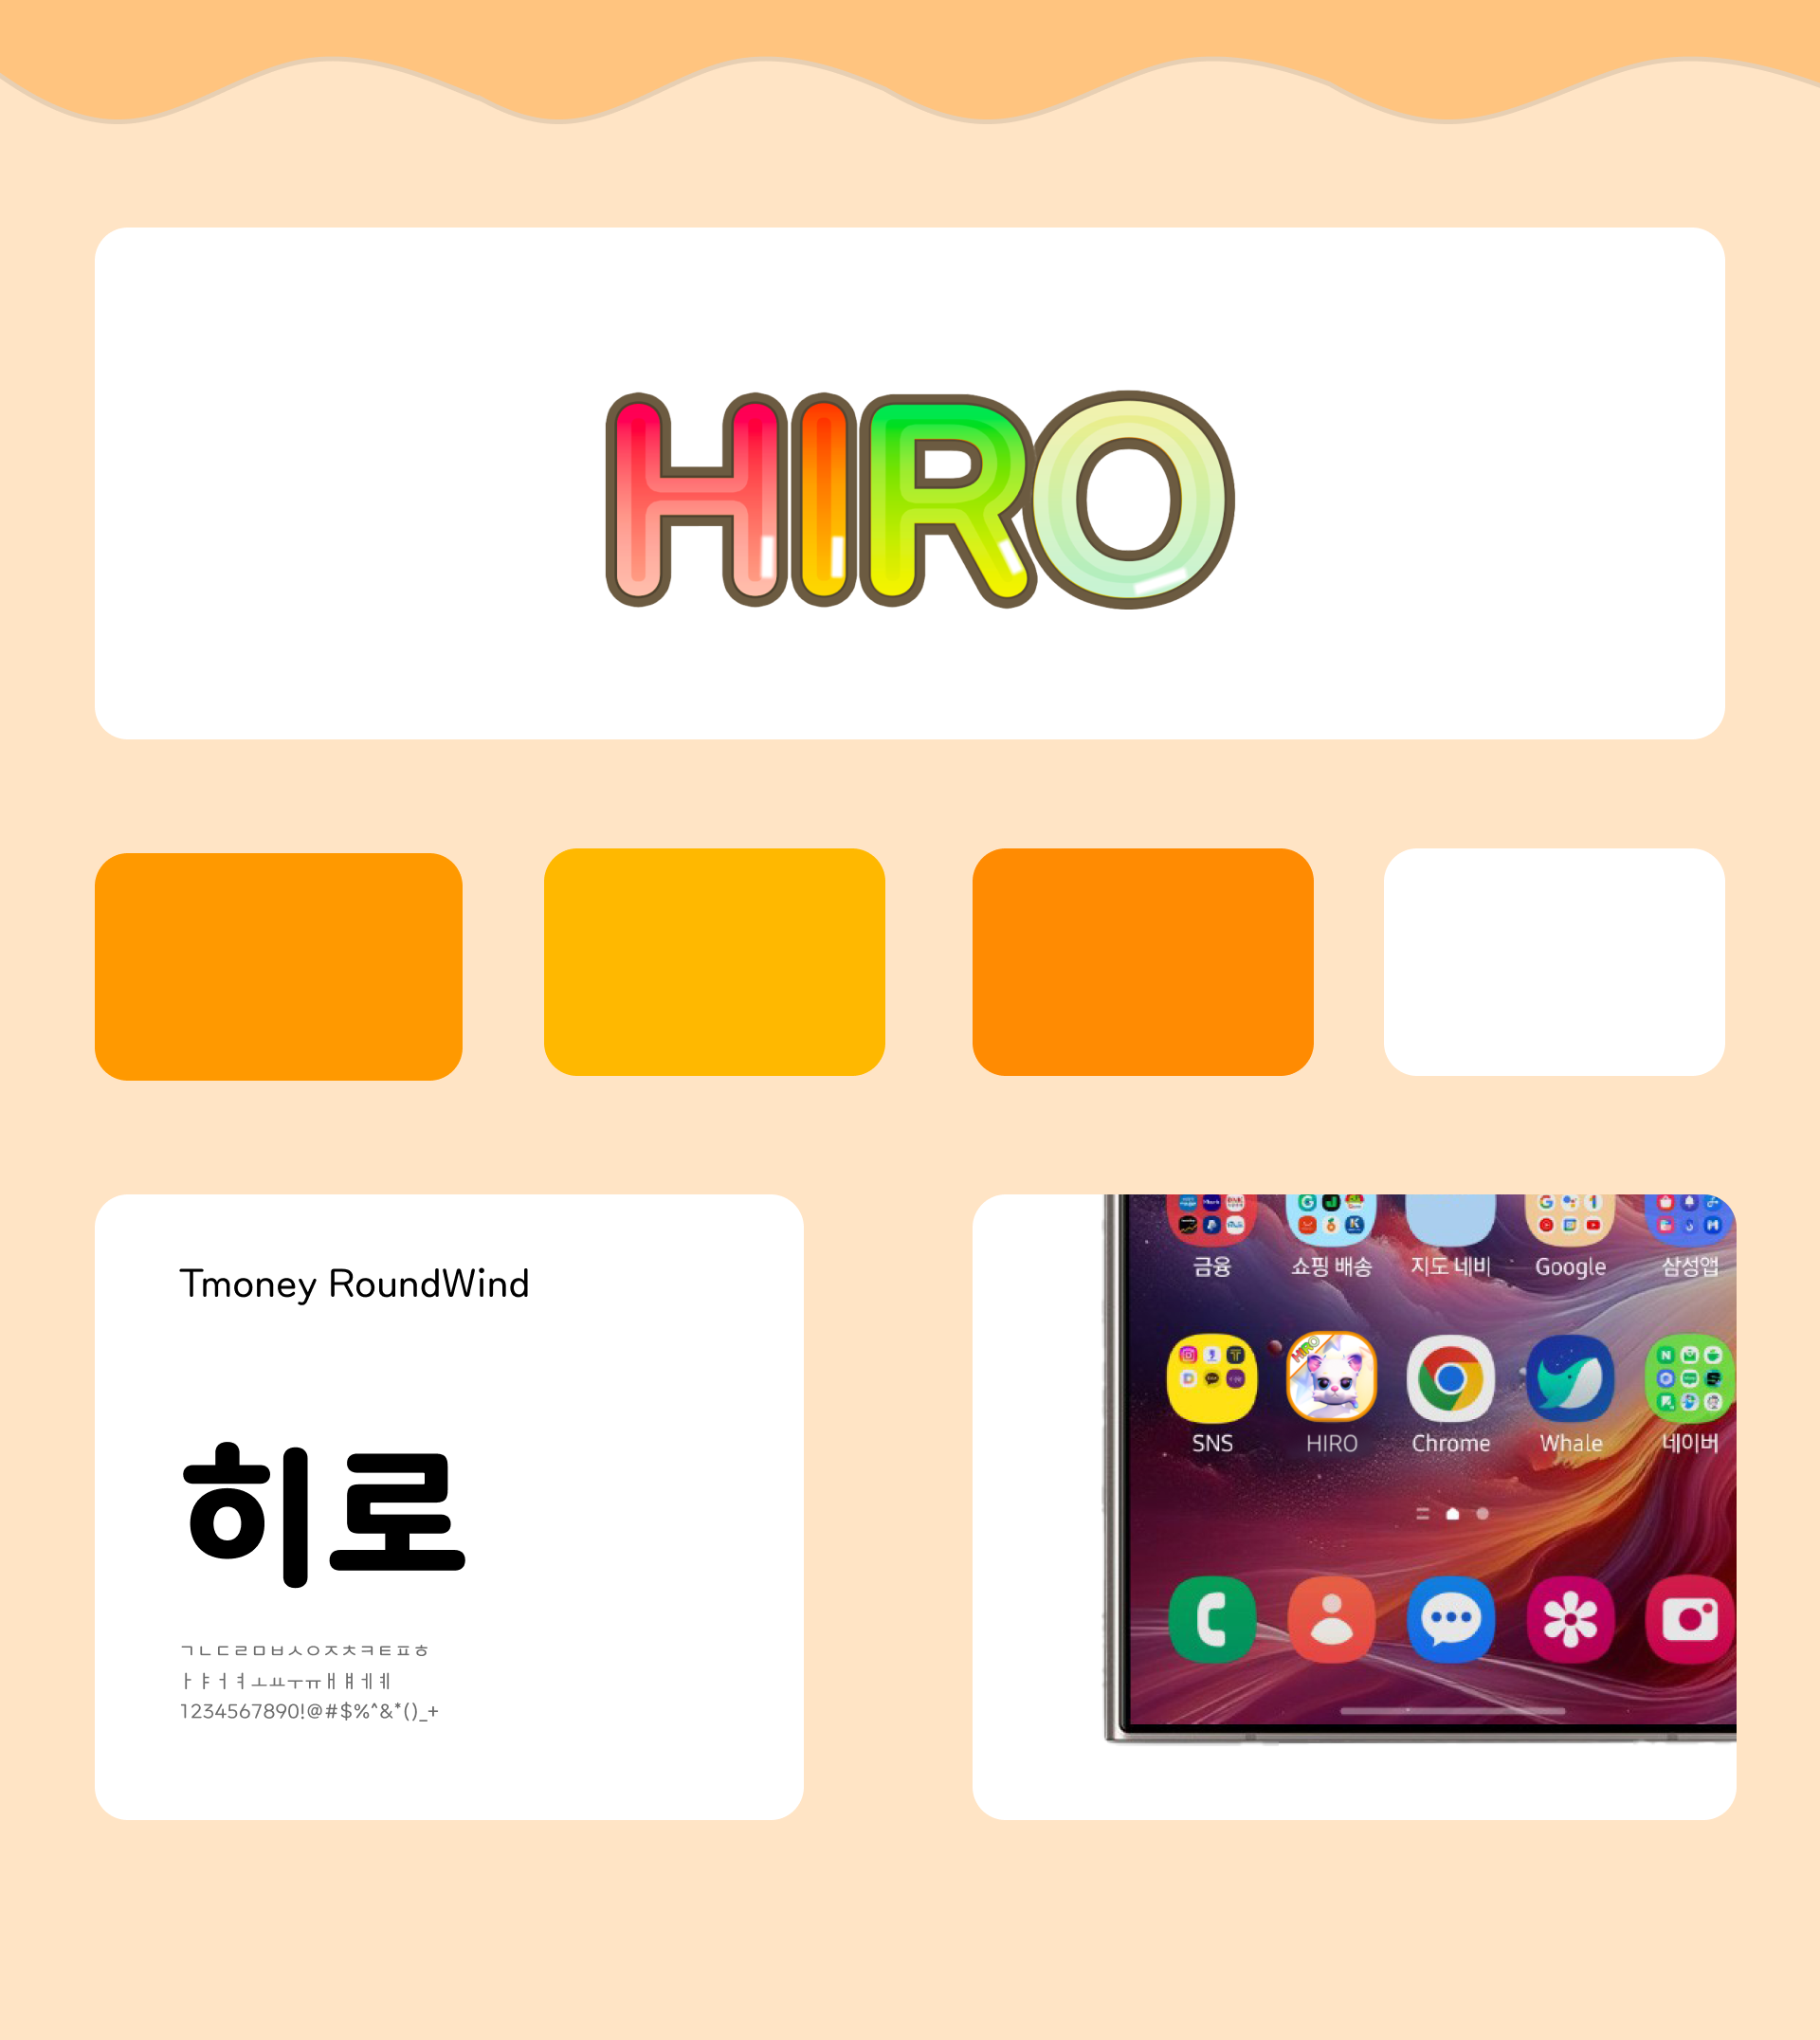 HIRO
Tmoney RoundWind
히로
ㄱㄴㄷㄹㅁㅂㅅㅇㅈㅊㅋㅌㅍㅎ
ㅏㅑㅓㅕㅗㅛㅜㅠㅐㅒㅔㅖ
1234567890!@#$%^&*()_+
금융 쇼핑 배송 지도 네비 Google 삼성앱
HIRO
SNS HIRO Chrome Whale 네이버